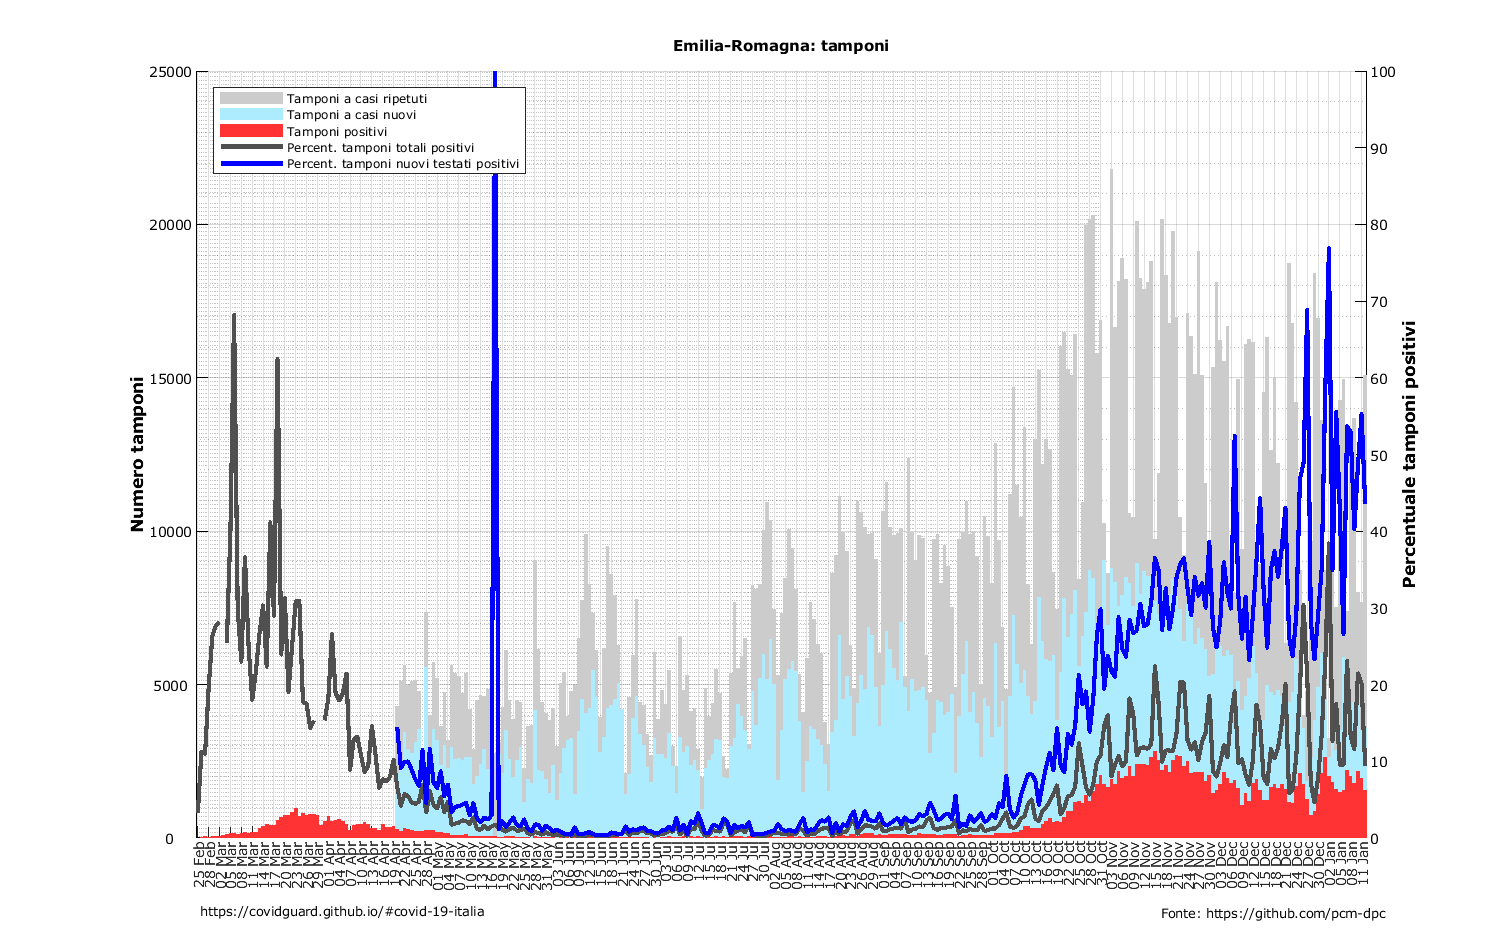 Emilia-Romagna: tamponi
25000
20000
15000
10000
5000
0
Numero tamponi
Tamponi a casi ripetuti
Tamponi a casi nuovi
Tamponi positivi
Percent. tamponi totali positivi
Percent. tamponi nuovi testati positivi
100
90
80
70
60
50
40
30
20
10
0
Percentuale tamponi positivi
25 Feb
28 Feb
02 Mar
05 Mar
08 Mar
11 Mar
14 Mar
17 Mar
20 Mar
23 Mar
26 Mar
29 Mar
01 Apr
04 Apr
07 Apr
10 Apr
13 Apr
16 Apr
19 Apr
22 Apr
25 Apr
28 Apr
01 May
04 May
07 May
10 May
13 May
16 May
19 May
22 May
25 May
28 May
31 May
03 Jun
06 Jun
09 Jun
12 Jun
15 Jun
18 Jun
21 Jun
24 Jun
27 Jun
30 Jun
03 Jul
06 Jul
09 Jul
12 Jul
15 Jul
18 Jul
21 Jul
24 Jul
27 Jul
30 Jul
02 Aug
05 Aug
08 Aug
11 Aug
14 Aug
17 Aug
20 Aug
23 Aug
26 Aug
29 Aug
01 Sep
04 Sep
07 Sep
10 Sep
13 Sep
16 Sep
19 Sep
22 Sep
25 Sep
28 Sep
01 Oct
04 Oct
07 Oct
10 Oct
13 Oct
16 Oct
19 Oct
22 Oct
25 Oct
28 Oct
31 Oct
03 Nov
06 Nov
09 Nov
12 Nov
15 Nov
18 Nov
21 Nov
24 Nov
27 Nov
30 Nov
03 Dec
06 Dec
09 Dec
12 Dec
15 Dec
18 Dec
21 Dec
24 Dec
27 Dec
30 Dec
02 Jan
05 Jan
08 Jan
11 Jan
https://covidguard.github.io/#covid-19-italia
Fonte: https://github.com/pcm-dpc